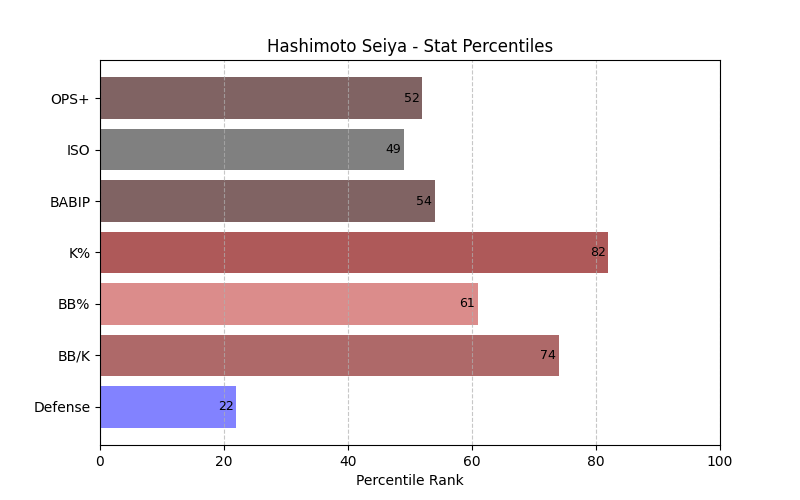 Hashimoto Seiya - Stat Percentiles
OPS+ 52
ISO 49
BABIP 54
K% 82
BB% 61
BB/K 74
Defense 22
0 20 40 60 80 100
Percentile Rank